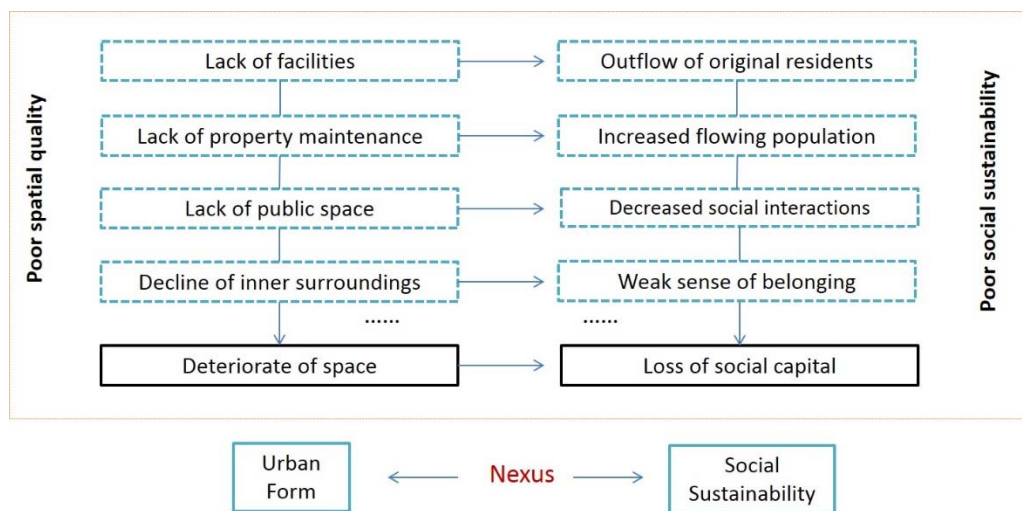 Poor spatial quality
Lack of facilities
Outflow of original residents
Lack of property maintenance
Increased flowing population
Lack of public space
Decreased social interactions
Decline of inner surroundings
Weak sense of belonging
......
......
Deteriorate of space
Loss of social capital
Poor social sustainability
Urban
Form
Nexus
Social
Sustainability